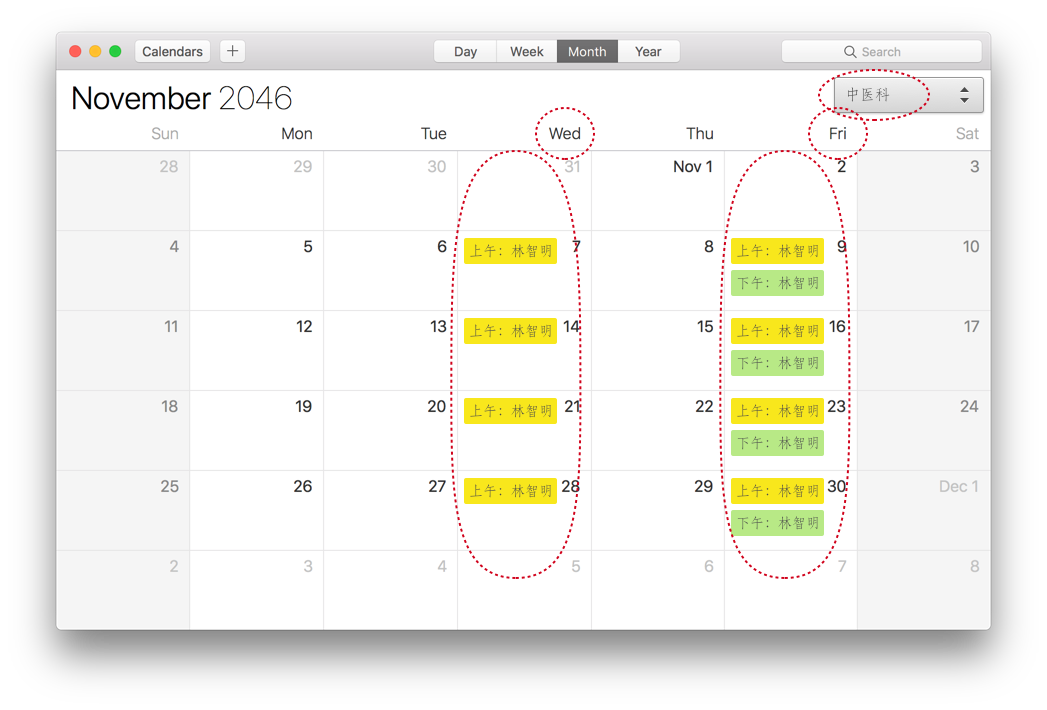 Calendars + Day Week Month Year Search
November 2046
中医科
Sun Mon Tue Wed Thu Fri Sat
28 29 30 31 Nov 1 2 3
4 5 6 7 8 9 10
上午: 林智明 上午: 林智明
下午: 林智明
11 12 13 14 15 16 17
上午: 林智明 上午: 林智明
下午: 林智明
18 19 20 21 22 23 24
上午: 林智明 上午: 林智明
下午: 林智明
25 26 27 28 29 30 Dec 1
上午: 林智明 上午: 林智明
下午: 林智明
2 3 4 5 6 7 8